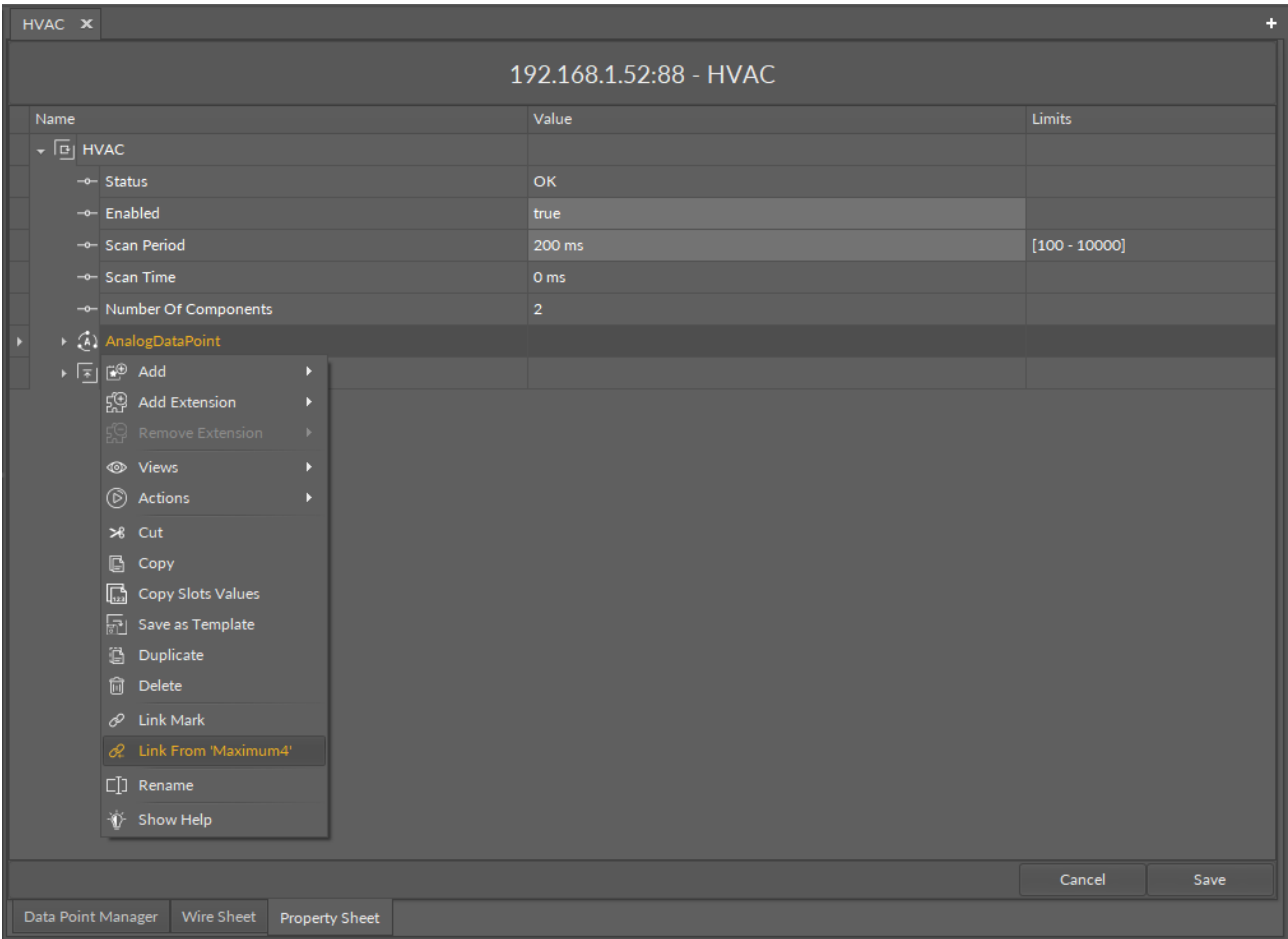 HVAC
192.168.1.52:88 - HVAC
Name Value Limits
HVAC
Status OK
Enabled true
Scan Period 200 ms [100 - 10000]
Scan Time 0 ms
Number Of Components 2
AnalogDataPoint
Add
Add Extension
Remove Extension
Views
Actions
Cut
Copy
Copy Slots Values
Save as Template
Duplicate
Delete
Link Mark
Link From 'Maximum4'
Rename
Show Help
Cancel Save
Data Point Manager Wire Sheet Property Sheet